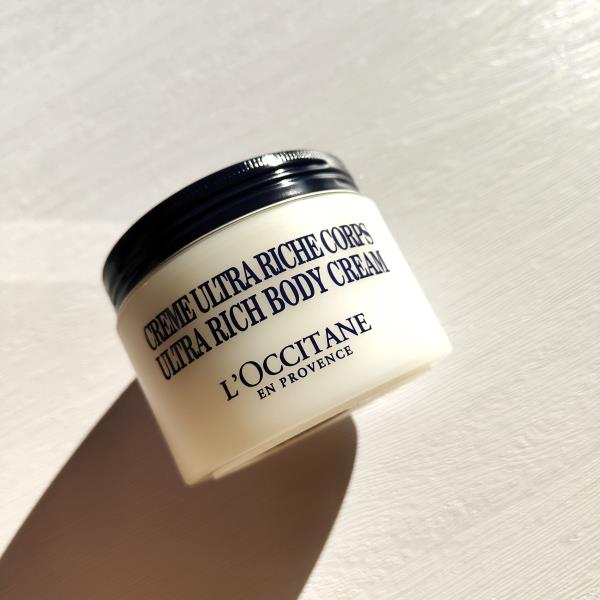 CREME ULTRA RICHE CORPS
ULTRA RICH BODY CREAM
L'OCCITANE
EN PROVENCE